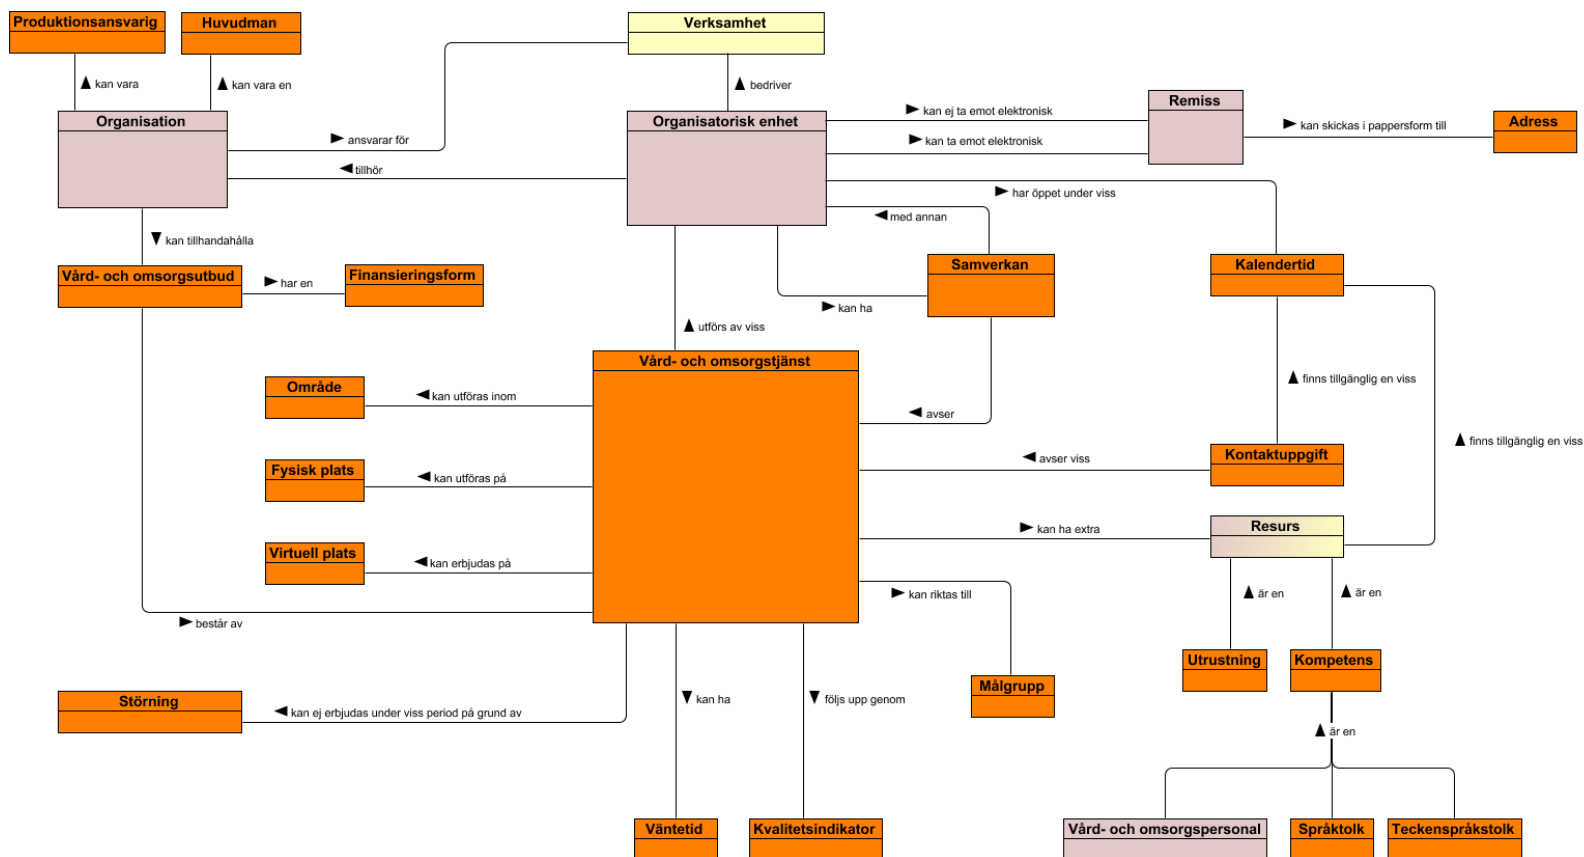 Produktionsansvarig
Huvudman
Verksamhet
kan vara
kan vara en
bedriver
Remiss
Organisation
Organisatorisk enhet
kan ej ta emot elektronisk
Adress
kan skickas i pappersform till
ansvarar för
kan ta emot elektronisk
tillhör
har öppet under viss
med annan
kan tillhandahålla
Vård- och omsorgsutbud
har en
Finansieringsform
Samverkan
Kalendertid
kan ha
utförs av viss
Vård- och omsorgstjänst
Område
kan utföras inom
finns tillgänglig en viss
avser
finns tillgänglig en viss
Fysisk plats
kan utföras på
avser viss
Kontaktuppgift
kan ha extra
Resurs
Virtuell plats
kan erbjudas på
kan riktas till
är en
är en
består av
Utrustning
Kompetens
Målgrupp
Störning
kan ej erbjudas under viss period på grund av
kan ha
följs upp genom
är en
Väntetid
Kvalitetsindikator
Vård- och omsorgspersonal
Språktolk
Teckenspråkstolk